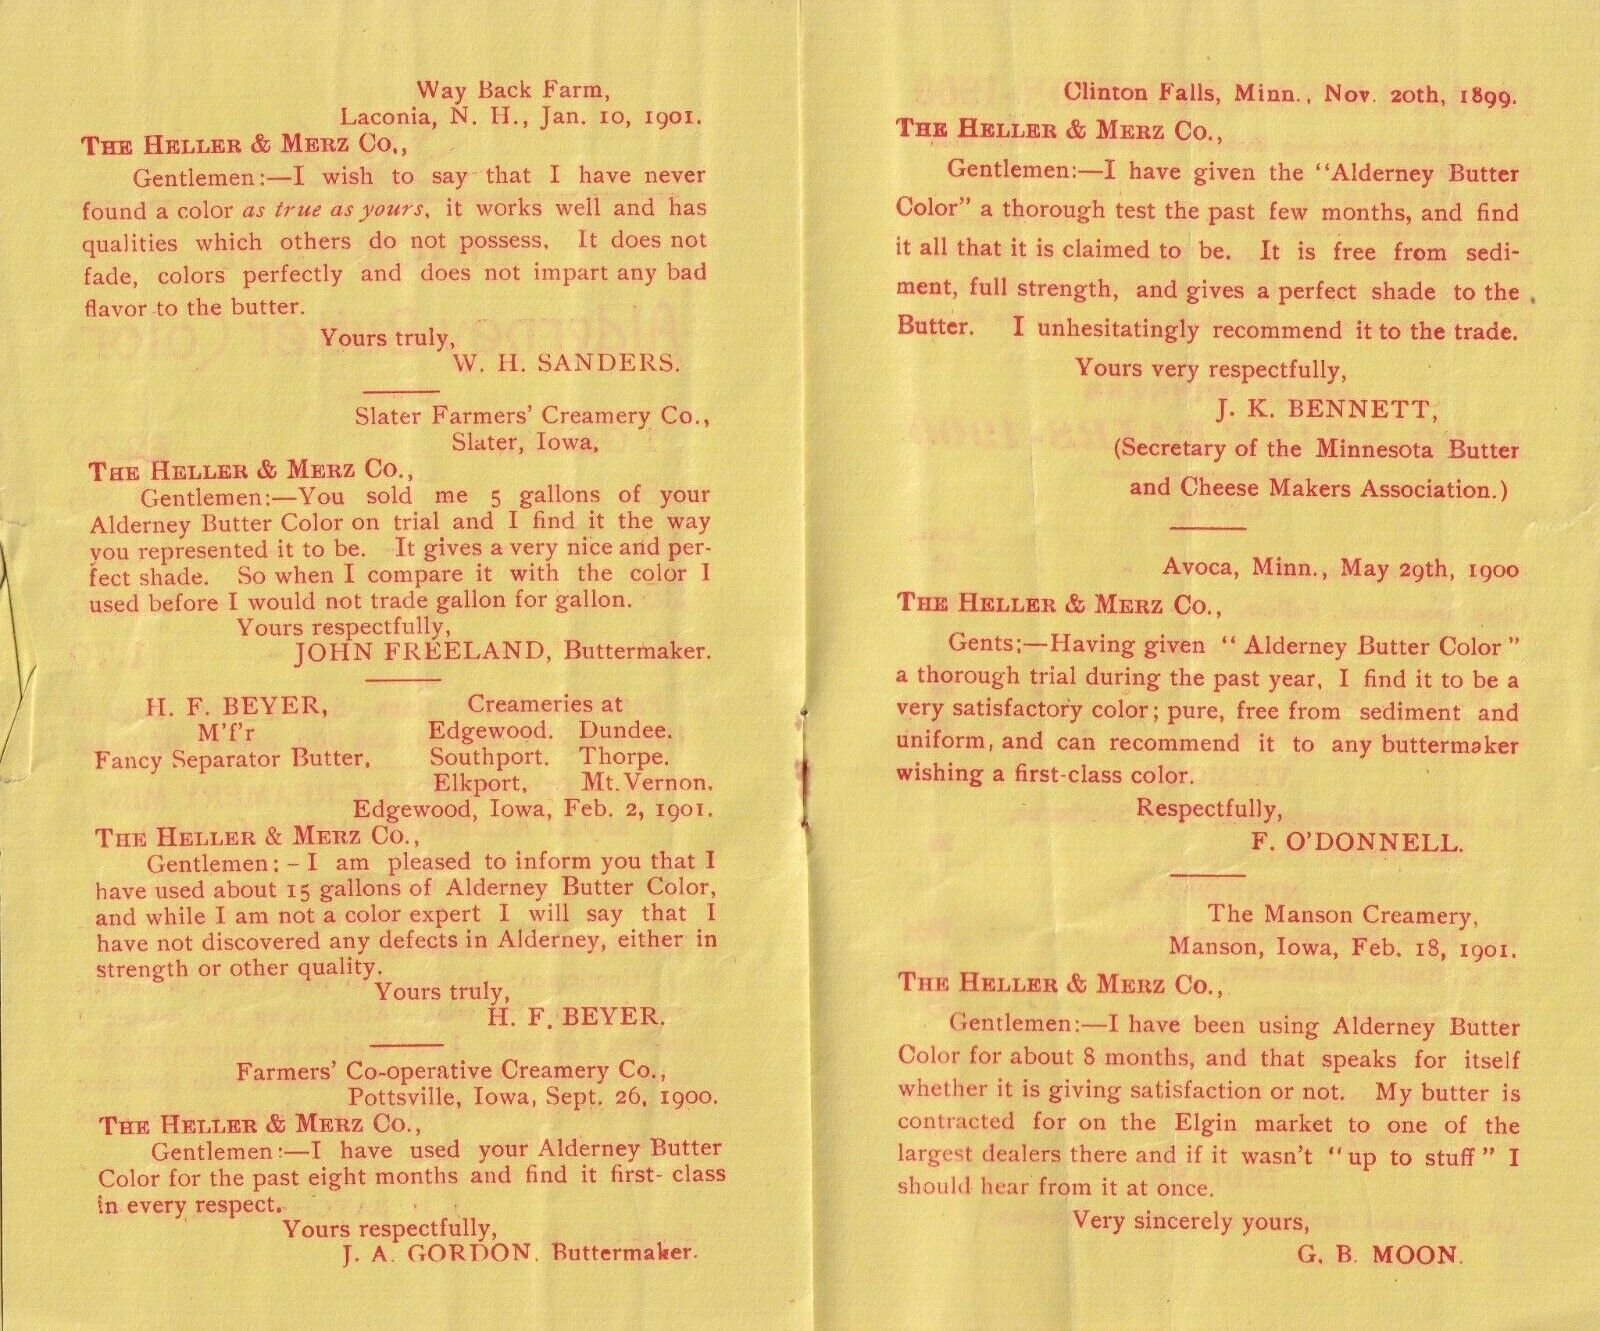 Way Back Farm,
Laconia, N. H., Jan. 10, 1901.
THE HELLER & MERZ CO.,
Gentlemen:—I wish to say that I have never
found a color as true as yours, it works well and has
qualities which others do not possess. It does not
fade, colors perfectly and does not impart any bad
flavor to the butter.
Yours truly,
W. H. SANDERS.
Slater Farmers' Creamery Co.,
Slater, Iowa,
THE HELLER & MERZ CO.,
Gentlemen:—You sold me 5 gallons of your
Alderney Butter Color on trial and I find it the way
you represented it to be. It gives a very nice and per-
fect shade. So when I compare it with the color I
used before I would not trade gallon for gallon.
Yours respectfully,
JOHN FREELAND, Buttermaker.
H. F. BEYER,
M'f'r
Fancy Separator Butter.
Creameries at
Edgewood. Dundee.
Southport. Thorpe.
Elkport, Mt. Vernon.
Edgewood, Iowa, Feb. 2, 1901.
THE HELLER & MERZ CO.,
Gentlemen: – I am pleased to inform you that I
have used about 15 gallons of Alderney Butter Color,
and while I am not a color expert I will say that I
have not discovered any defects in Alderney, either in
strength or other quality.
Yours truly,
H. F. BEYER.
Farmers' Co-operative Creamery Co.,
Pottsville, Iowa, Sept. 26, 1900.
THE HELLER & MERZ CO.,
Gentlemen:—I have used your Alderney Butter
Color for the past eight months and find it first- class
in every respect.
Yours respectfully,
J. A. GORDON. Buttermaker.
Clinton Falls, Minn., Nov. 20th, 1899.
THE HELLER & MERZ CO.,
Gentlemen:—I have given the "Alderney Butter
Color" a thorough test the past few months, and find
it all that it is claimed to be. It is free from sedi-
ment, full strength, and gives a perfect shade to the
Butter. I unhesitatingly recommend it to the trade.
Yours very respectfully,
J. K. BENNETT,
(Secretary of the Minnesota Butter
and Cheese Makers Association.)
Avoca, Minn., May 29th, 1900
THE HELLER & MERZ CO.,
Gents;—Having given "Alderney Butter Color"
a thorough trial during the past year, I find it to be a
very satisfactory color; pure, free from sediment and
uniform, and can recommend it to any buttermaker
wishing a first-class color.
Respectfully,
F. O'DONNELL.
The Manson Creamery,
Manson, Iowa, Feb. 18, 1901.
THE HELLER & MERZ CO.,
Gentlemen:—I have been using Alderney Butter
Color for about 8 months, and that speaks for itself
whether it is giving satisfaction or not. My butter is
contracted for on the Elgin market to one of the
largest dealers there and if it wasn't "up to stuff" I
should hear from it at once.
Very sincerely yours,
G. B. MOON.